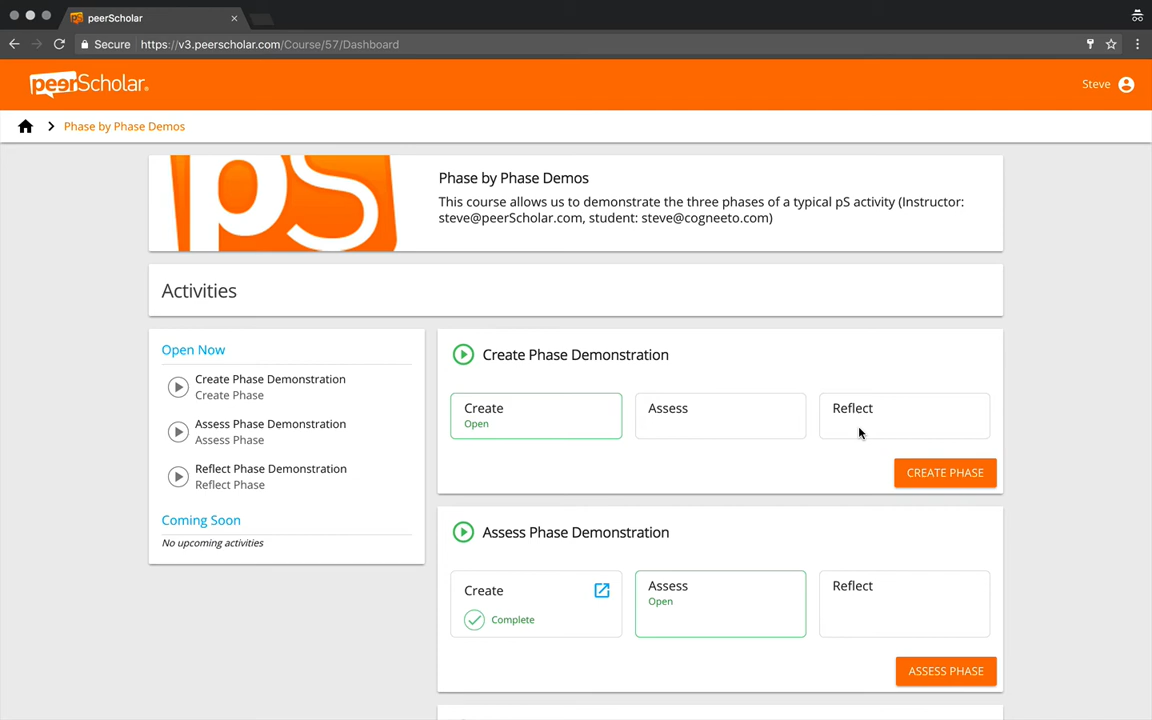 peerScholar
Secure https://v3.peerscholar.com/Course/57/Dashboard
peerScholar
Steve
Phase by Phase Demos
pS
Phase by Phase Demos
This course allows us to demonstrate the three phases of a typical pS activity (Instructor:
steve@peerScholar.com, student: steve@cogneeto.com)
Activities
Open Now
Create Phase Demonstration
Create Phase
Assess Phase Demonstration
Assess Phase
Reflect Phase Demonstration
Reflect Phase
Coming Soon
No upcoming activities
Create Phase Demonstration
Create
Open
Assess
Reflect
CREATE PHASE
Assess Phase Demonstration
Create
Complete
Assess
Open
Reflect
ASSESS PHASE